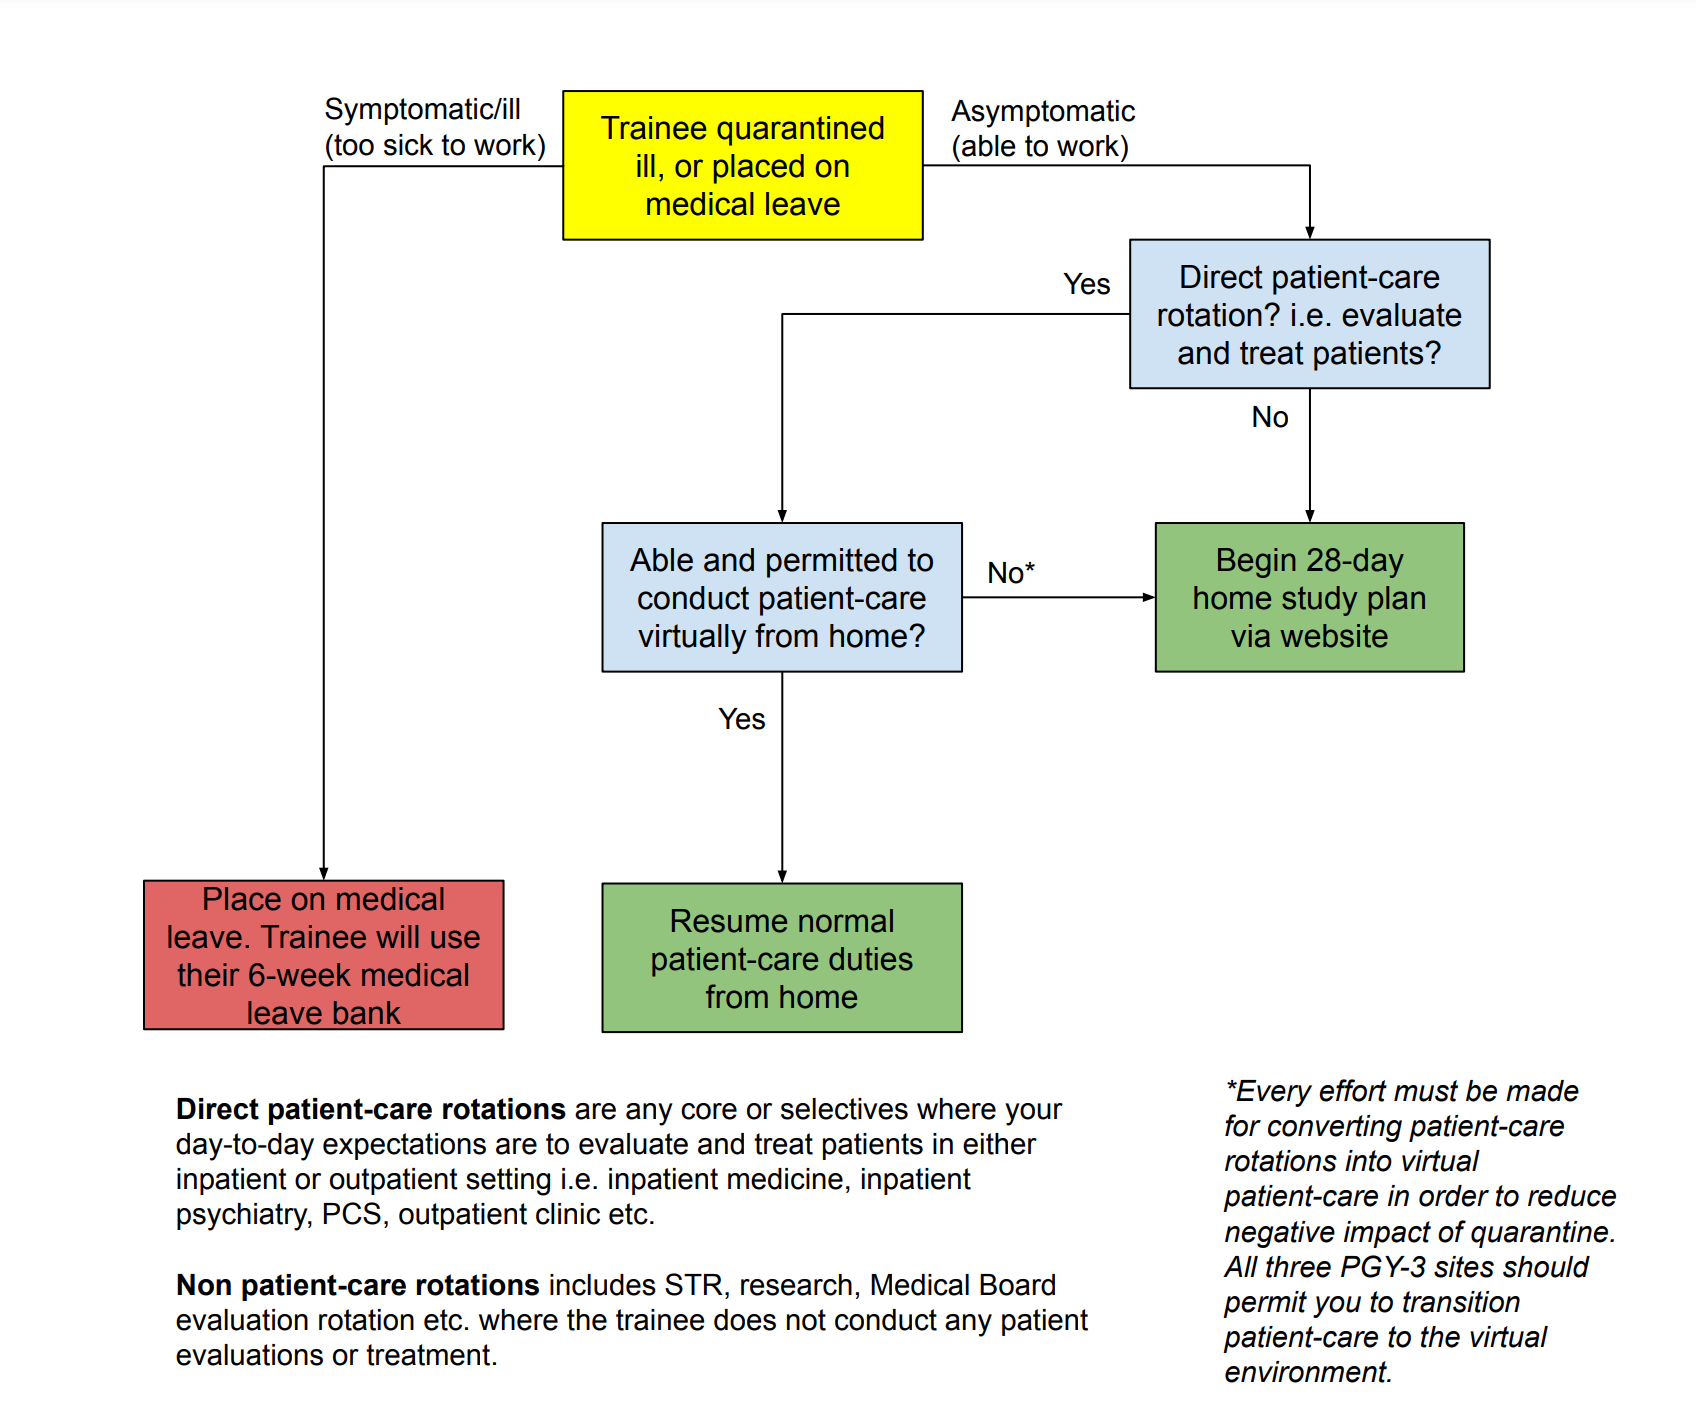 Symptomatic/ill
(too sick to work)
Trainee quarantined
ill, or placed on
medical leave
Asymptomatic
(able to work)
Yes
Direct patient-care
rotation? i.e. evaluate
and treat patients?
No
Able and permitted to
conduct patient-care
virtually from home?
No*
Begin 28-day
home study plan
via website
Yes
Place on medical
leave. Trainee will use
their 6-week medical
leave bank
Resume normal
patient-care duties
from home
Direct patient-care rotations are any core or selectives where your
day-to-day expectations are to evaluate and treat patients in either
inpatient or outpatient setting i.e. inpatient medicine, inpatient
psychiatry, PCS, outpatient clinic etc.
Non patient-care rotations includes STR, research, Medical Board
evaluation rotation etc. where the trainee does not conduct any patient
evaluations or treatment.
*Every effort must be made
for converting patient-care
rotations into virtual
patient-care in order to reduce
negative impact of quarantine.
All three PGY-3 sites should
permit you to transition
patient-care to the virtual
environment.